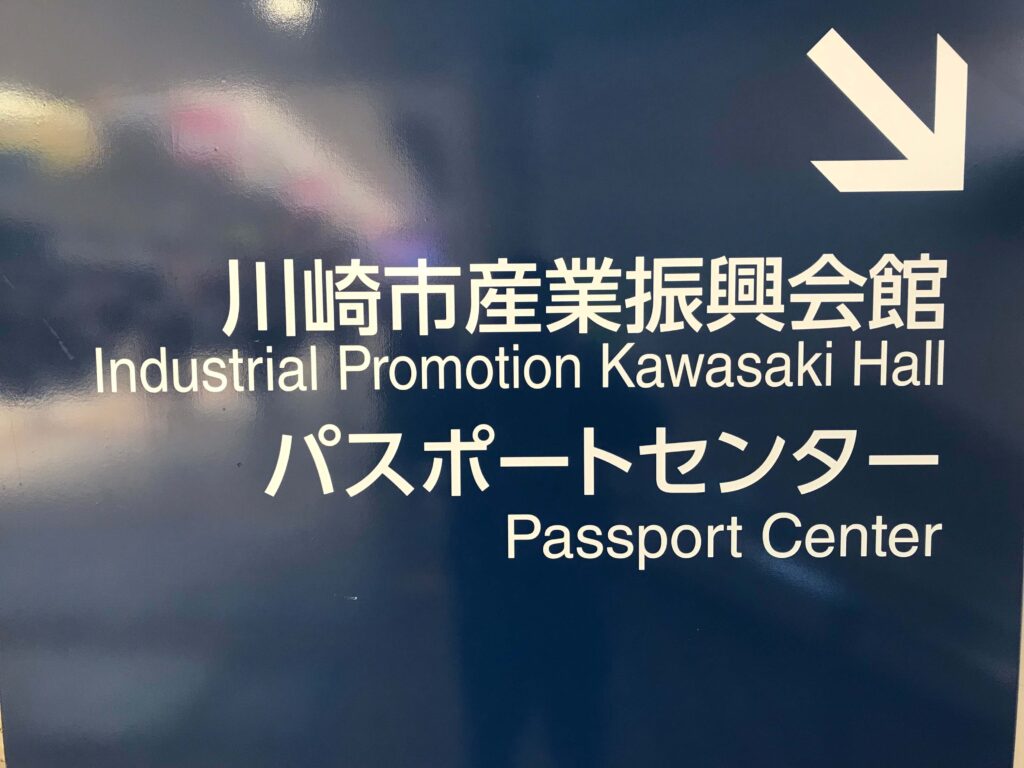 川崎市産業振興会館
Industrial Promotion Kawasaki Hall
パスポートセンター
Passport Center